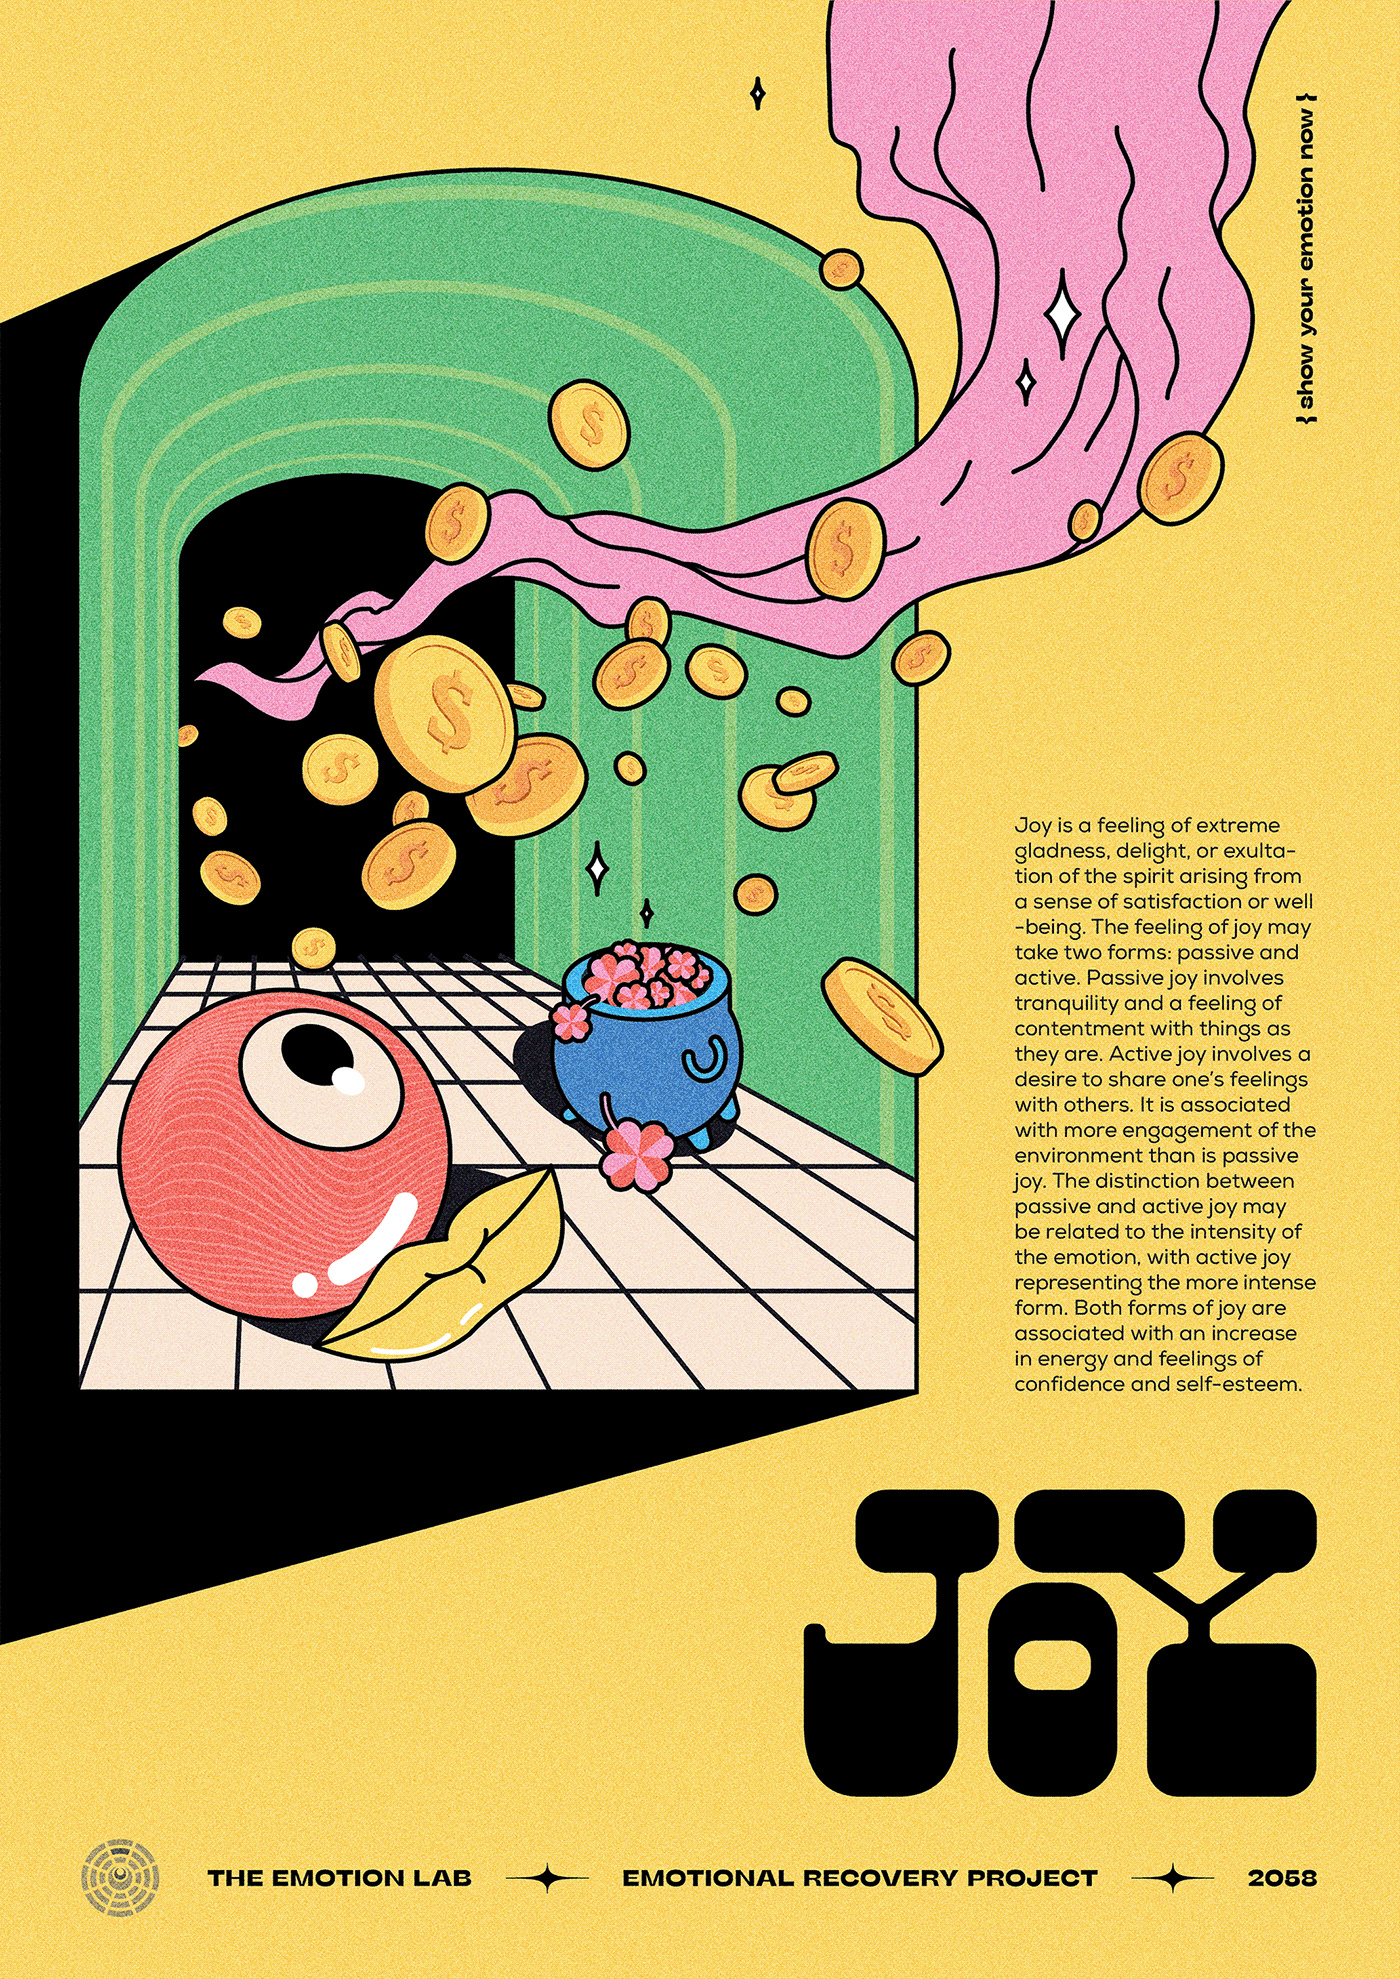 { show your emotion now }
Joy is a feeling of extreme
gladness, delight, or exulta-
tion of the spirit arising from
a sense of satisfaction or well
-being. The feeling of joy may
take two forms: passive and
active. Passive joy involves
tranquility and a feeling of
contentment with things as
they are. Active joy involves a
desire to share one's feelings
with others. It is associated
with more engagement of the
environment than is passive
joy. The distinction between
passive and active joy may
be related to the intensity of
the emotion, with active joy
representing the more intense
form. Both forms of joy are
associated with an increase
in energy and feelings of
confidence and self-esteem.
JOY
THE EMOTION LAB EMOTIONAL RECOVERY PROJECT 2058